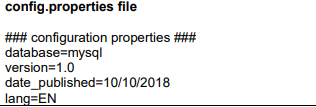 config.properties file
### configuration properties ###
database=mysql
version=1.0
date_published=10/10/2018
lang=EN